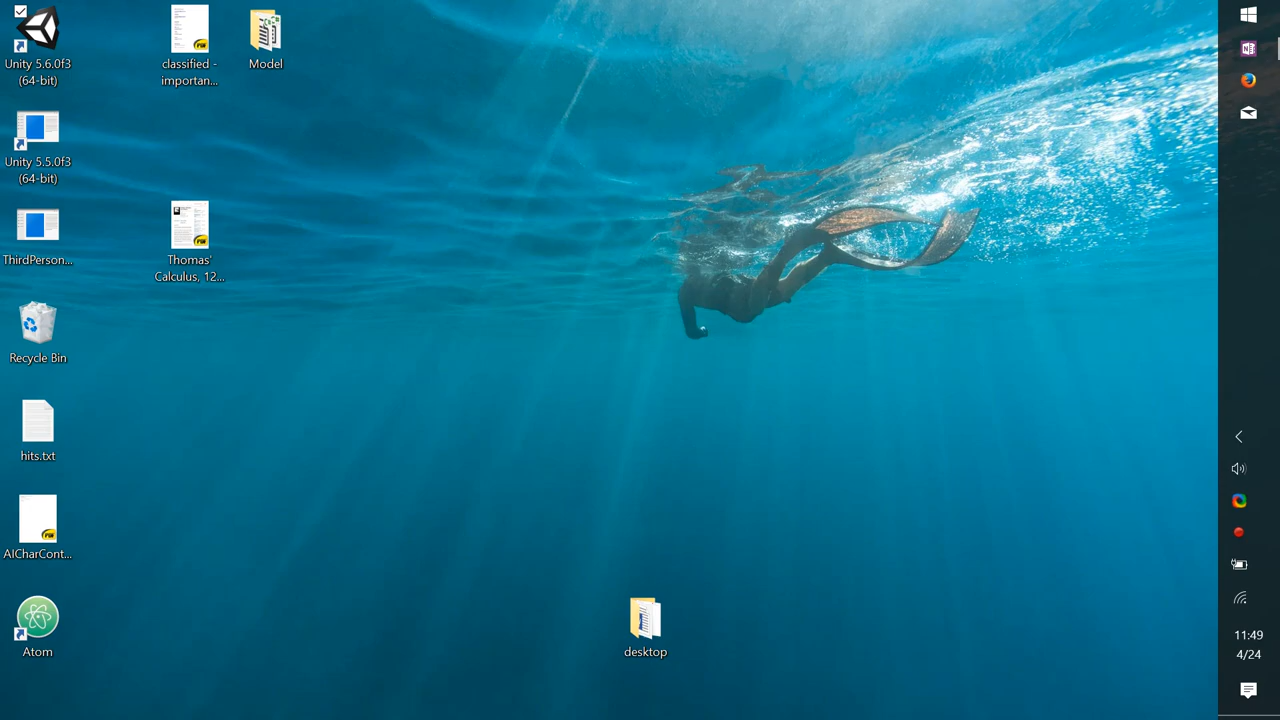 Unity 5.6.0f3
(64-bit)
classified -
importan...
Model
Unity 5.5.0f3
(64-bit)
ThirdPerson...
Thomas'
Calculus, 12...
Recycle Bin
hits.txt
AICharCont...
Atom
desktop
11:49
4/24